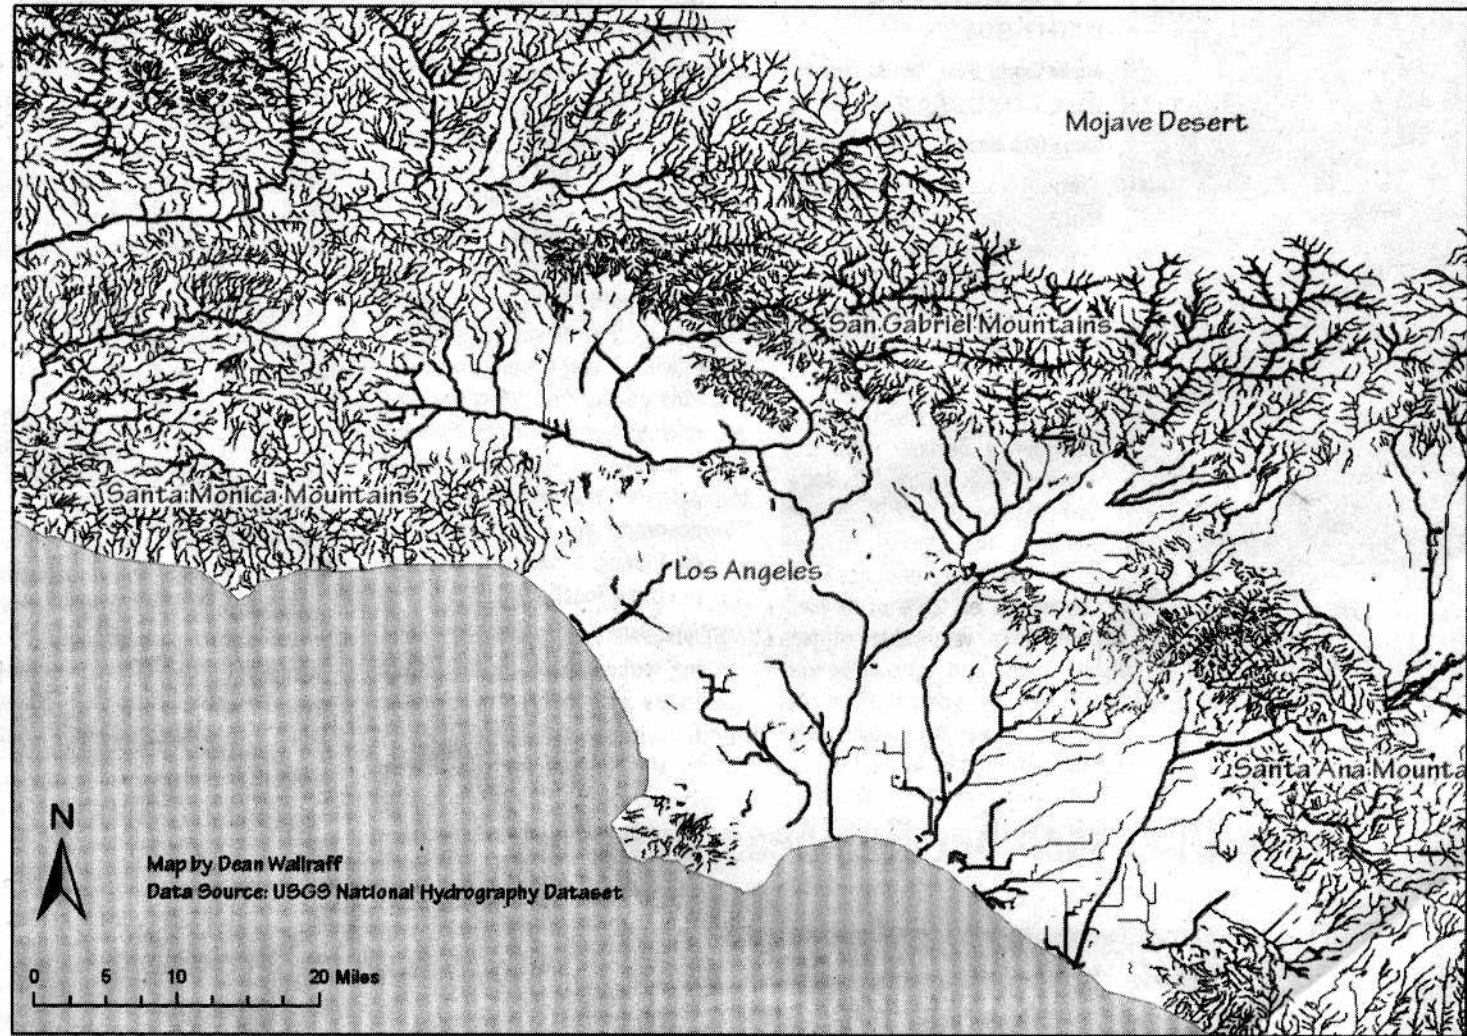 Mojave Desert
San Gabriel Mountains
Santa Monica Mountains
Los Angeles
Santa Ana Mounta
N
Map by Dean Wallraff
Data Source: USGS National Hydrography Dataset
0 5 10 20 Miles